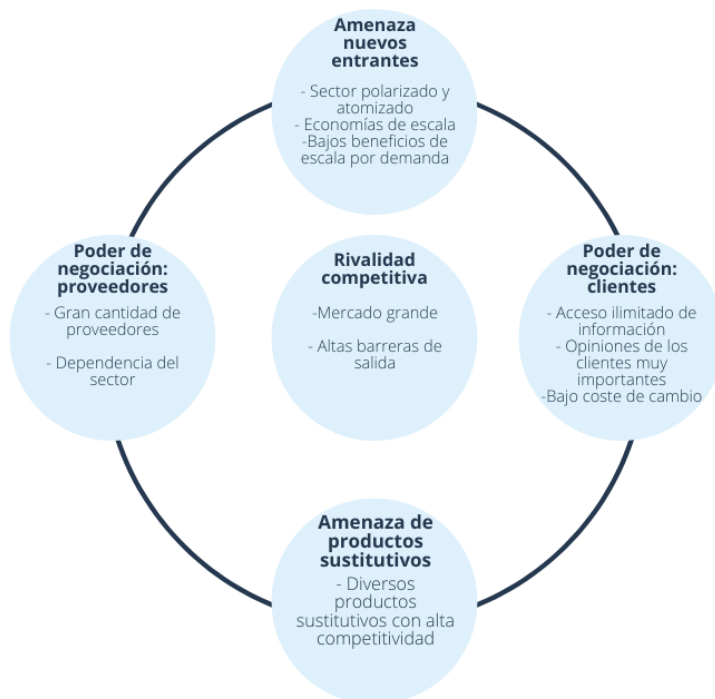 Amenaza
nuevos
entrantes
- Sector polarizado y
atomizado
- Economías de escala
-Bajos beneficios de
escala por demanda
Poder de
negociación:
proveedores
- Gran cantidad de
proveedores
- Dependencia del
sector
Rivalidad
competitiva
-Mercado grande
- Altas barreras de
salida
Poder de
negociación:
clientes
- Acceso ilimitado de
información
- Opiniones de los
clientes muy
importantes
-Bajo coste de cambio
Amenaza de
productos
sustitutivos
- Diversos
productos
sustitutivos con alta
competitividad